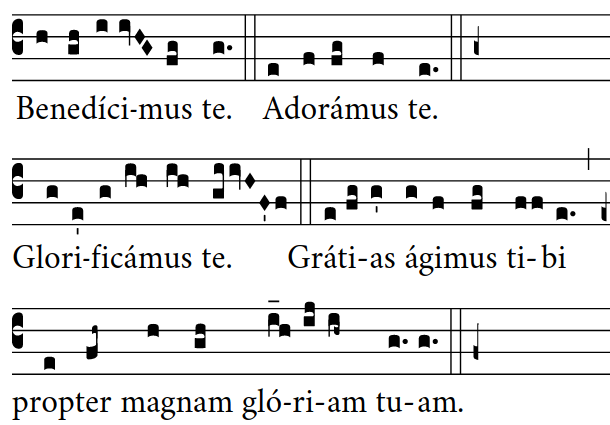 Benedíci-mus te. Adorámus te.
Glori-ficámus te. Gráti-as ágimus ti-bi
propter magnam gló-ri-am tu-am.